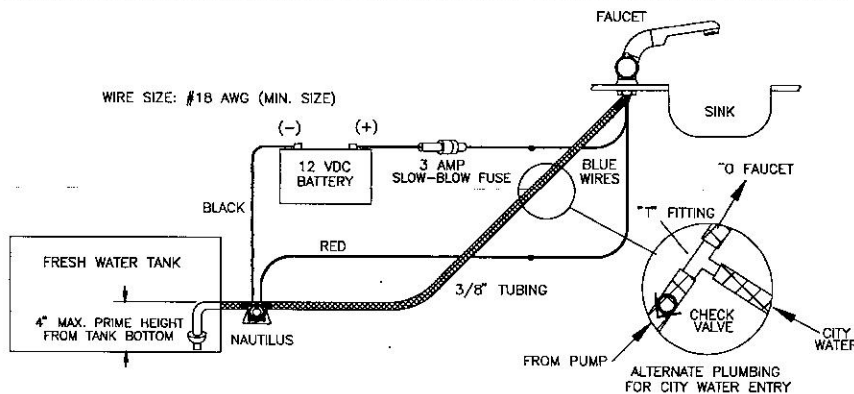 FAUCET
WIRE SIZE: #18 AWG (MIN. SIZE)
SINK
(-)
(+)
12 VDC
BATTERY
3 AMP
SLOW-BLOW FUSE
BLUE
WIRES
"O FAUCET
"T" FITTING
BLACK
RED
FRESH WATER TANK
3/8" TUBING
4" MAX. PRIME HEIGHT
FROM TANK BOTTOM
NAUTILUS
CHECK
VALVE
CITY
WATER
FROM PUMP
ALTERNATE PLUMBING
FOR CITY WATER ENTRY